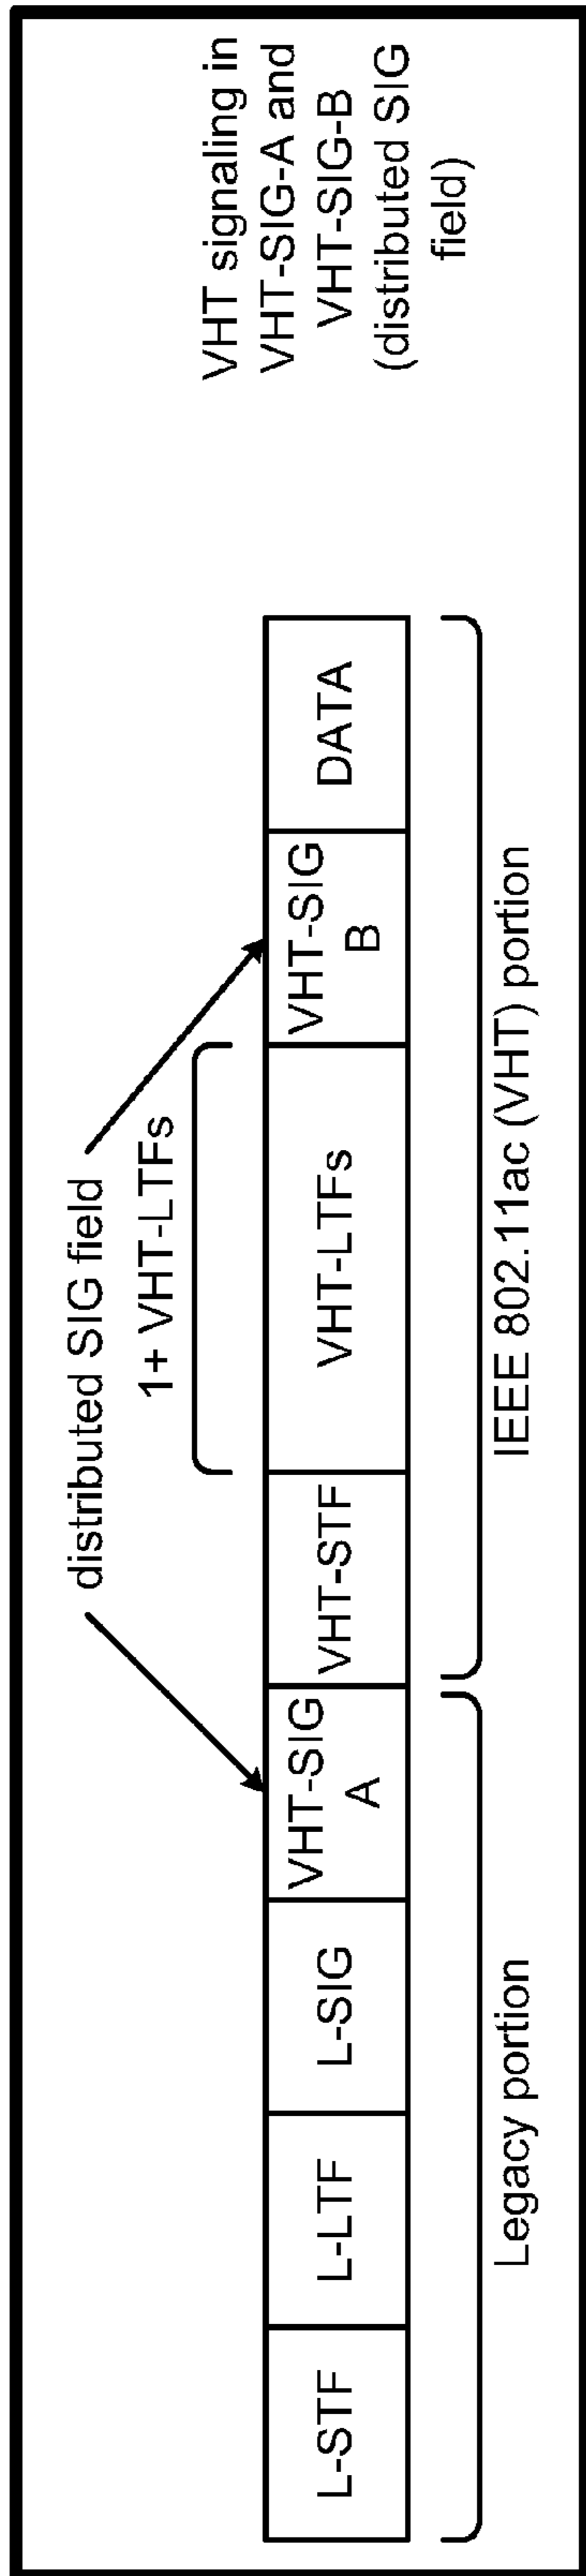 distributed SIG field
1+ VHT-LTFs
L-STF
L-LTF
L-SIG
VHT-SIG
A
VHT-STF
VHT-LTFs
VHT-SIG
B
DATA
Legacy portion
IEEE 802.11ac (VHT) portion
VHT signaling in
VHT-SIG-A and
VHT-SIG-B
(distributed SIG
field)